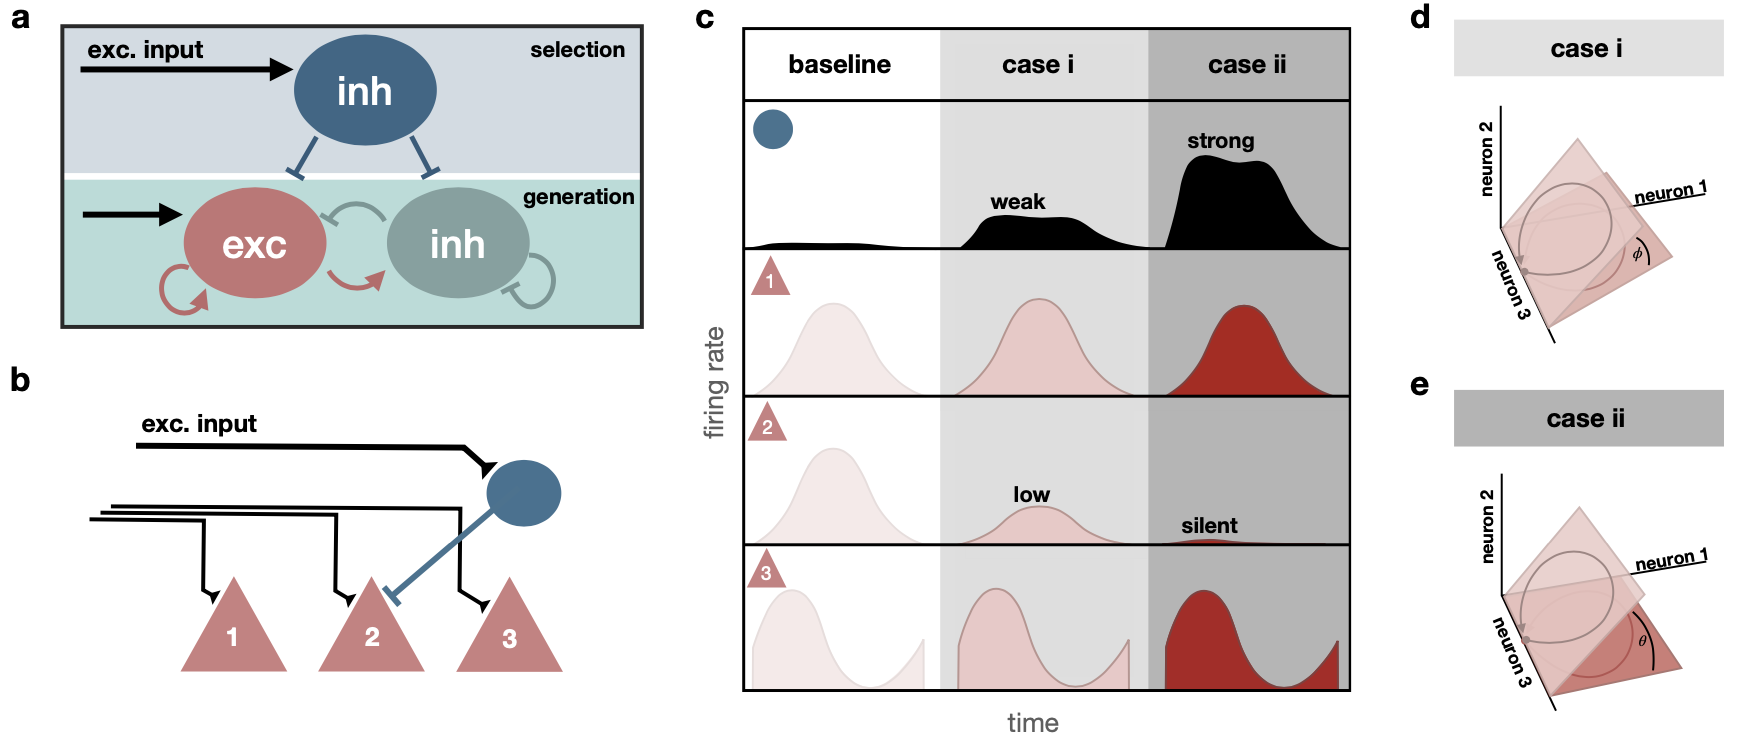 a
exc. input
selection
inh
generation
exc
inh
b
exc. input
1
2
3
c
baseline
case i
case ii
strong
weak
1
2
low
silent
3
firing rate
time
d
case i
neuron 2
neuron 1
neuron 3
ϕ
e
case ii
neuron 2
neuron 1
neuron 3
θ